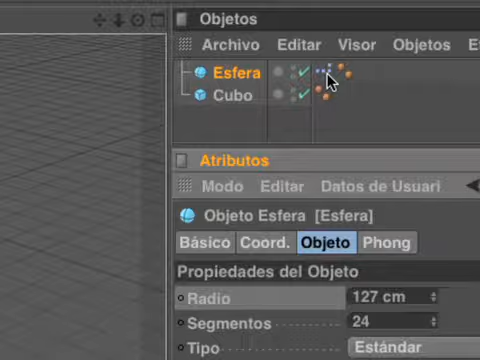 Objetos
Archivo Editar Visor Objetos
Esfera
Cubo
Atributos
Modo Editar Datos de Usuari
Objeto Esfera [Esfera]
Básico Coord. Objeto Phong
Propiedades del Objeto
Radio 127 cm
Segmentos 24
Tipo Estándar